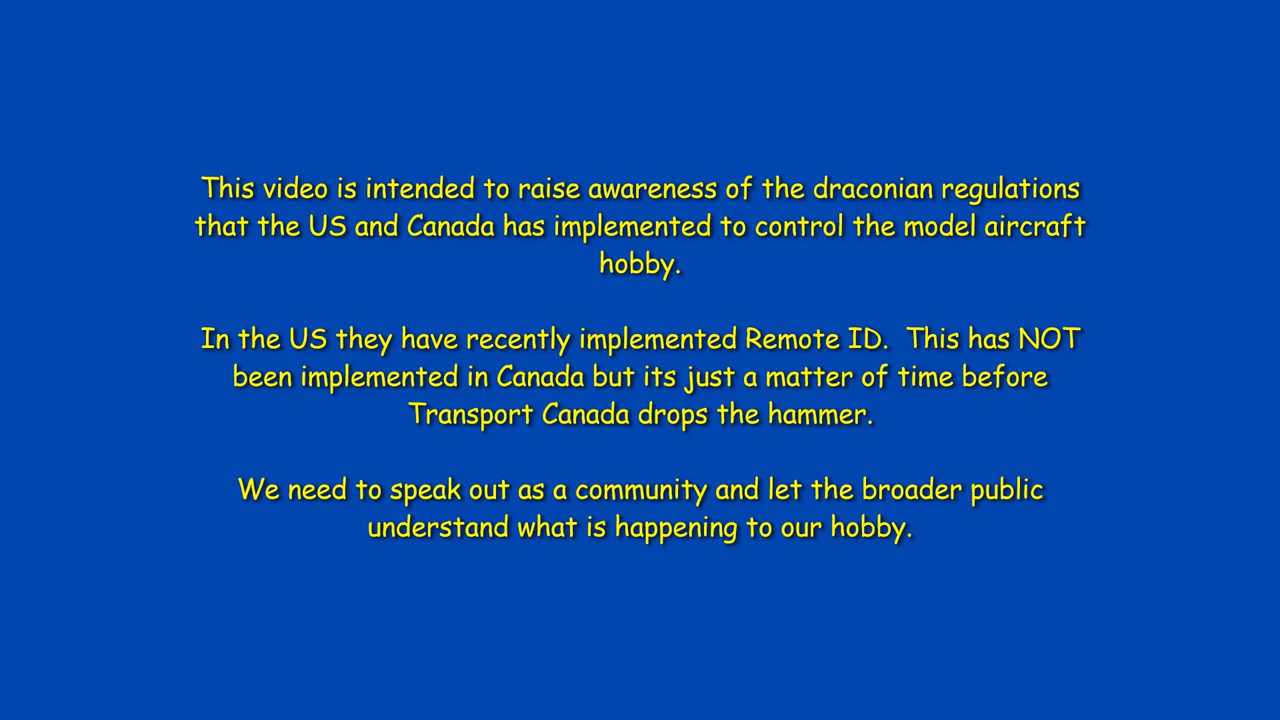 This video is intended to raise awareness of the draconian regulations
that the US and Canada has implemented to control the model aircraft
hobby.
In the US they have recently implemented Remote ID.  This has NOT
been implemented in Canada but its just a matter of time before
Transport Canada drops the hammer.
We need to speak out as a community and let the broader public
understand what is happening to our hobby.